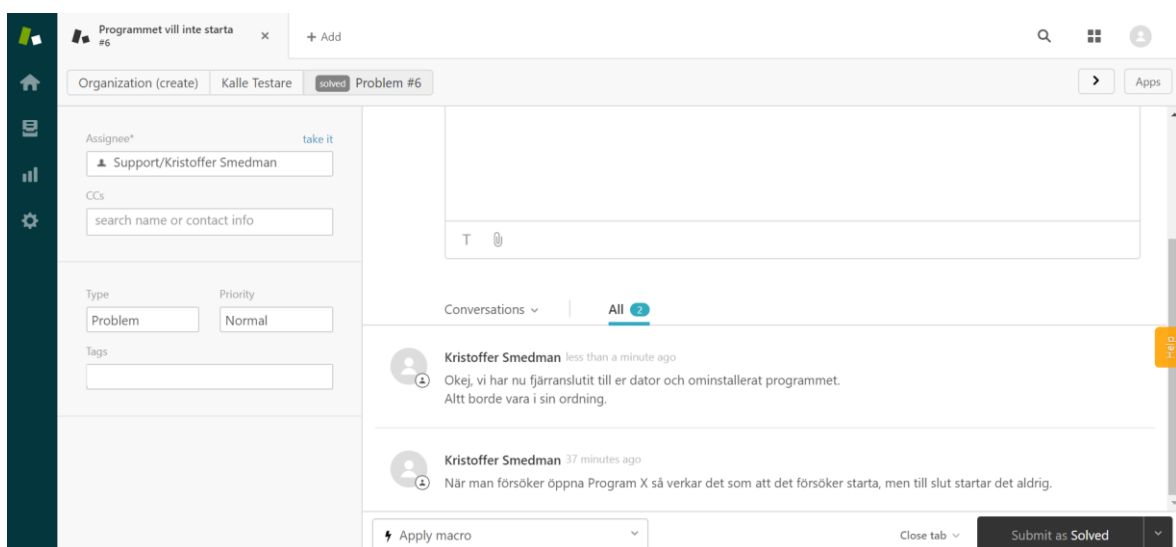 Programmet vill inte starta
#6
×
+ Add
Organization (create)
Kalle Testare
solved Problem #6
Apps
Assignee*
take it
Support/Kristoffer Smedman
CCs
search name or contact info
Type
Priority
Problem
Normal
Tags
T
Conversations
All 2
Help
Kristoffer Smedman less than a minute ago
Okej, vi har nu fjärranslutit till er dator och ominstallerat programmet.
Altt borde vara i sin ordning.
Kristoffer Smedman 37 minutes ago
När man försöker öppna Program X så verkar det som att det försöker starta, men till slut startar det aldrig.
Apply macro
Close tab
Submit as Solved